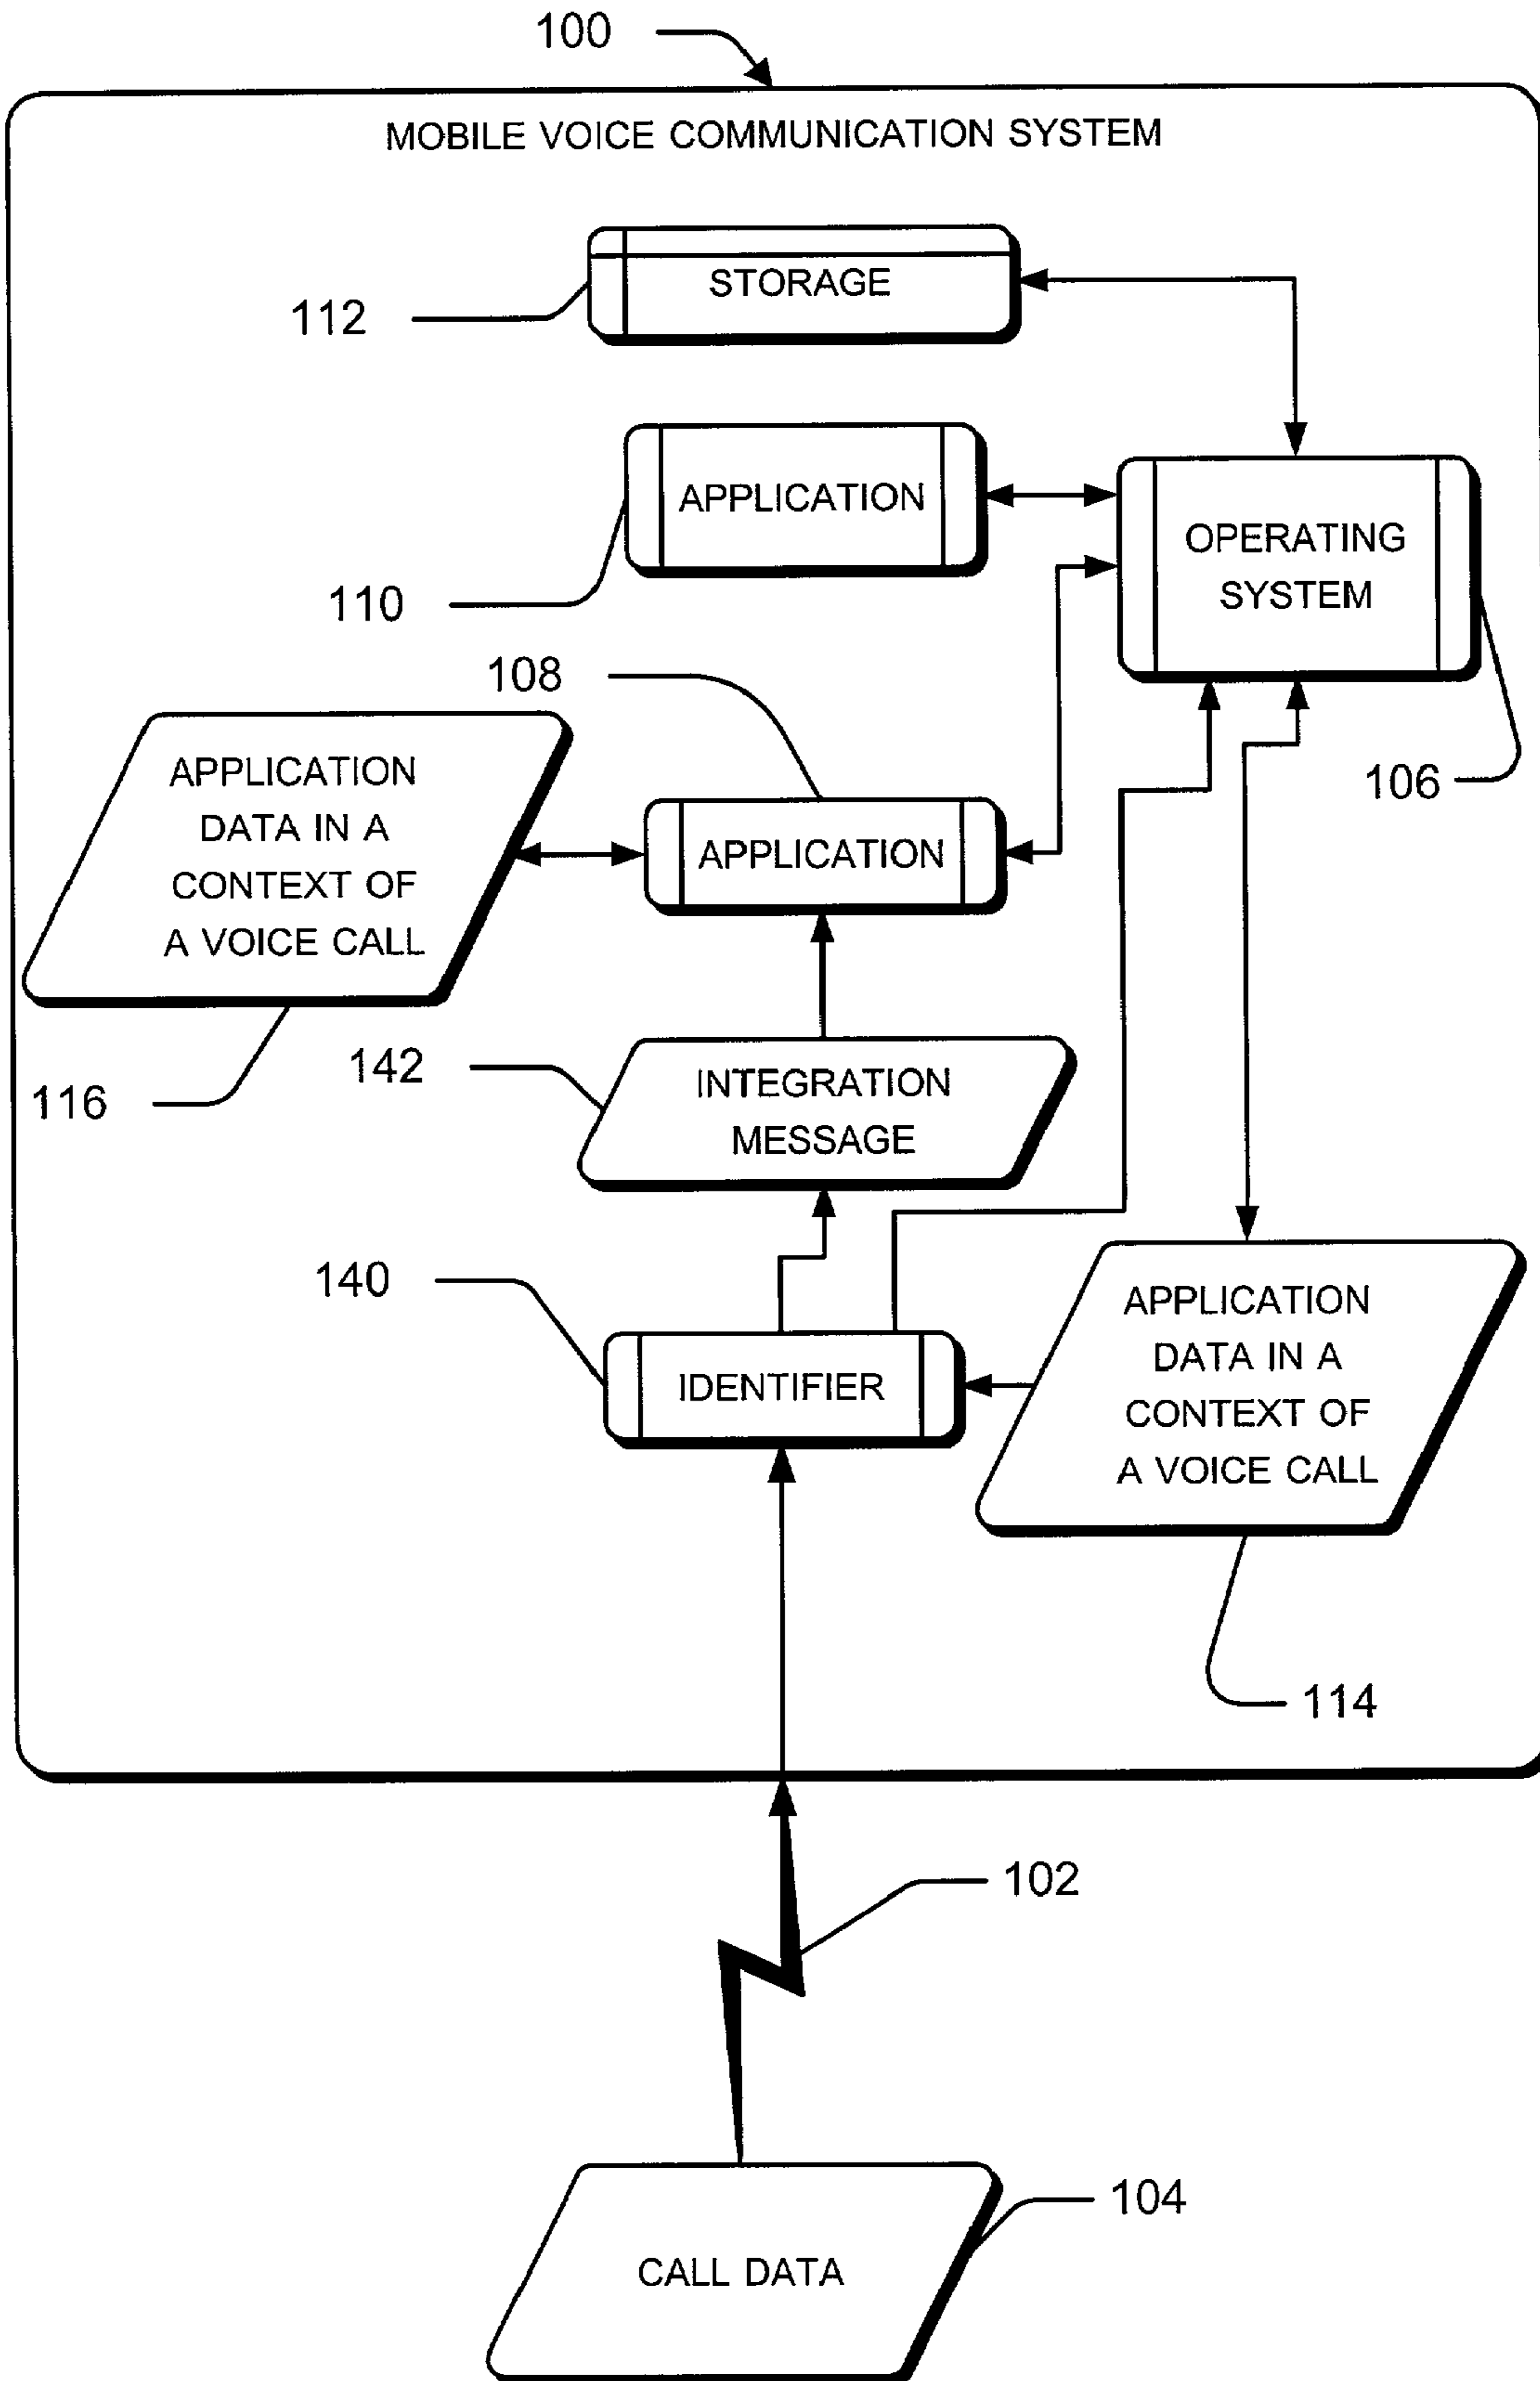 100
MOBILE VOICE COMMUNICATION SYSTEM
STORAGE
112
APPLICATION
110
OPERATING
SYSTEM
106
108
APPLICATION
DATA IN A
CONTEXT OF
A VOICE CALL
116
APPLICATION
142
INTEGRATION
MESSAGE
140
IDENTIFIER
APPLICATION
DATA IN A
CONTEXT OF
A VOICE CALL
114
102
104
CALL DATA